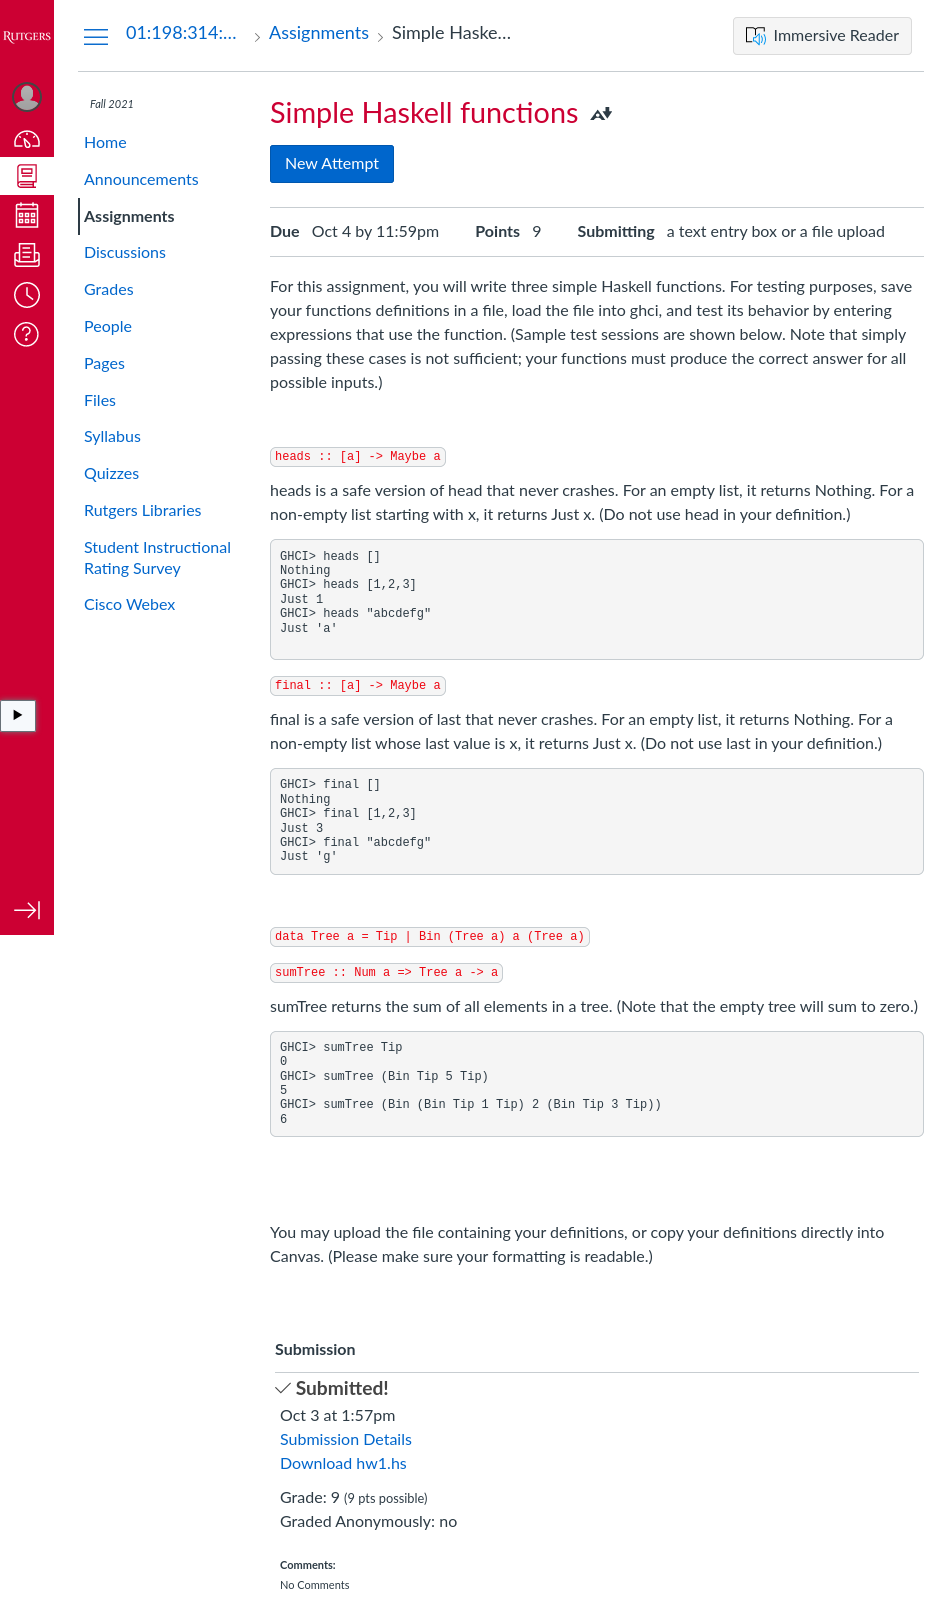 RUTGERS
01:198:314:...
Assignments
Simple Haske...
Immersive Reader
Fall 2021
Home
Announcements
Assignments
Discussions
Grades
People
Pages
Files
Syllabus
Quizzes
Rutgers Libraries
Student Instructional
Rating Survey
Cisco Webex
Simple Haskell functions
New Attempt
Due Oct 4 by 11:59pm Points 9 Submitting a text entry box or a file upload
For this assignment, you will write three simple Haskell functions. For testing purposes, save
your functions definitions in a file, load the file into ghci, and test its behavior by entering
expressions that use the function. (Sample test sessions are shown below. Note that simply
passing these cases is not sufficient; your functions must produce the correct answer for all
possible inputs.)
heads :: [a] -> Maybe a
heads is a safe version of head that never crashes. For an empty list, it returns Nothing. For a
non-empty list starting with x, it returns Just x. (Do not use head in your definition.)
GHCI> heads []
Nothing
GHCI> heads [1,2,3]
Just 1
GHCI> heads "abcdefg"
Just 'a'
final :: [a] -> Maybe a
final is a safe version of last that never crashes. For an empty list, it returns Nothing. For a
non-empty list whose last value is x, it returns Just x. (Do not use last in your definition.)
GHCI> final []
Nothing
GHCI> final [1,2,3]
Just 3
GHCI> final "abcdefg"
Just 'g'
data Tree a = Tip | Bin (Tree a) a (Tree a)
sumTree :: Num a => Tree a -> a
sumTree returns the sum of all elements in a tree. (Note that the empty tree will sum to zero.)
GHCI> sumTree Tip
0
GHCI> sumTree (Bin Tip 5 Tip)
5
GHCI> sumTree (Bin (Bin Tip 1 Tip) 2 (Bin Tip 3 Tip))
6
You may upload the file containing your definitions, or copy your definitions directly into
Canvas. (Please make sure your formatting is readable.)
Submission
Submitted!
Oct 3 at 1:57pm
Submission Details
Download hw1.hs
Grade: 9 (9 pts possible)
Graded Anonymously: no
Comments:
No Comments